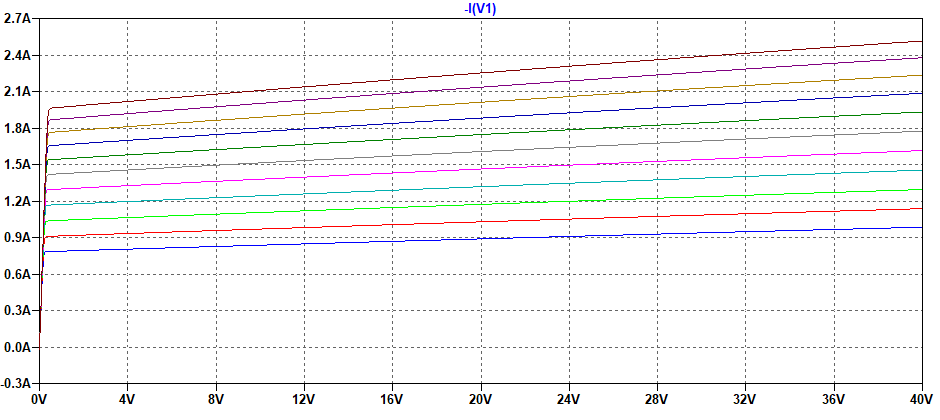 -I(V1)
2.7A
2.4A
2.1A
1.8A
1.5A
1.2A
0.9A
0.6A
0.3A
0.0A
-0.3A
0V 4V 8V 12V 16V 20V 24V 28V 32V 36V 40V